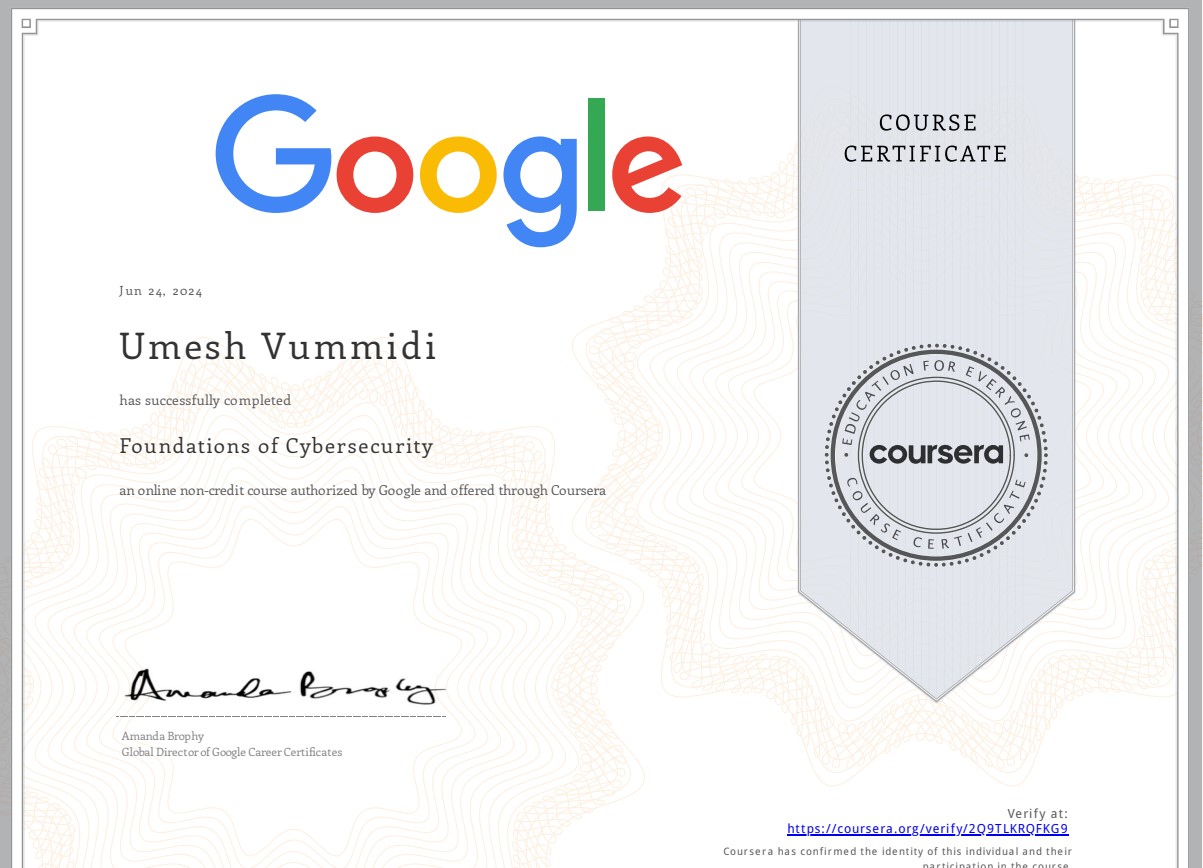 Google
COURSE
CERTIFICATE
Jun 24, 2024
Umesh Vummidi
has successfully completed
Foundations of Cybersecurity
an online non-credit course authorized by Google and offered through Coursera
EDUCATION FOR EVERYONE
coursera
COURSE CERTIFICATE
Amanda Brophy
Amanda Brophy
Global Director of Google Career Certificates
Verify at:
https://coursera.org/verify/2Q9TLKRQFKG9
Coursera has confirmed the identity of this individual and their
participation in the course.